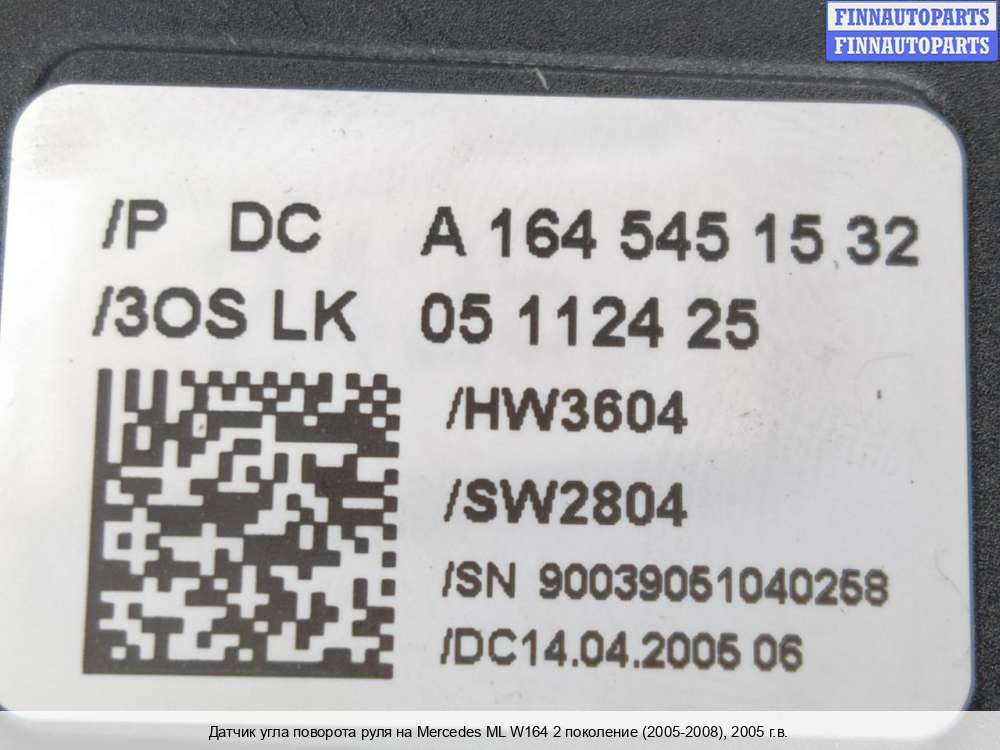 FINNAUTOPARTS
FINNAUTOPARTS
/P DC A 164 545 15 32
/3OS LK 05 1124 25
/HW3604
/SW2804
/SN 90039051040258
/DC14.04.2005 06
Датчик угла поворота руля на Mercedes ML W164 2 поколение (2005-2008), 2005 г.в.